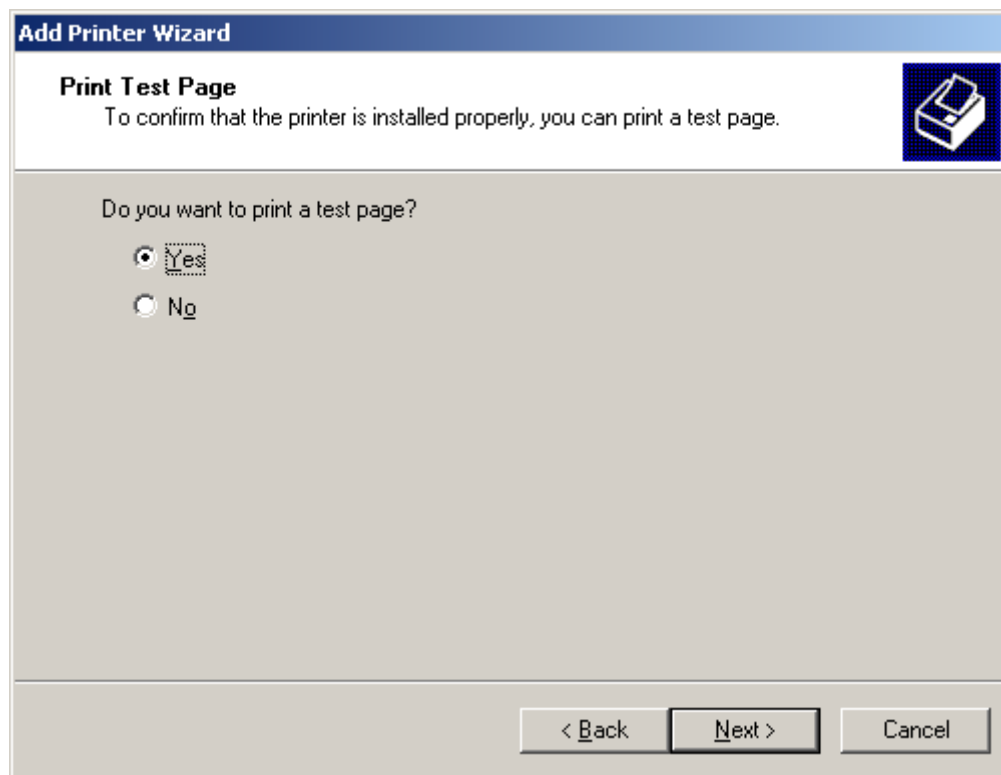 Add Printer Wizard
Print Test Page
To confirm that the printer is installed properly, you can print a test page.
Do you want to print a test page?
Yes
No
< Back Next > Cancel